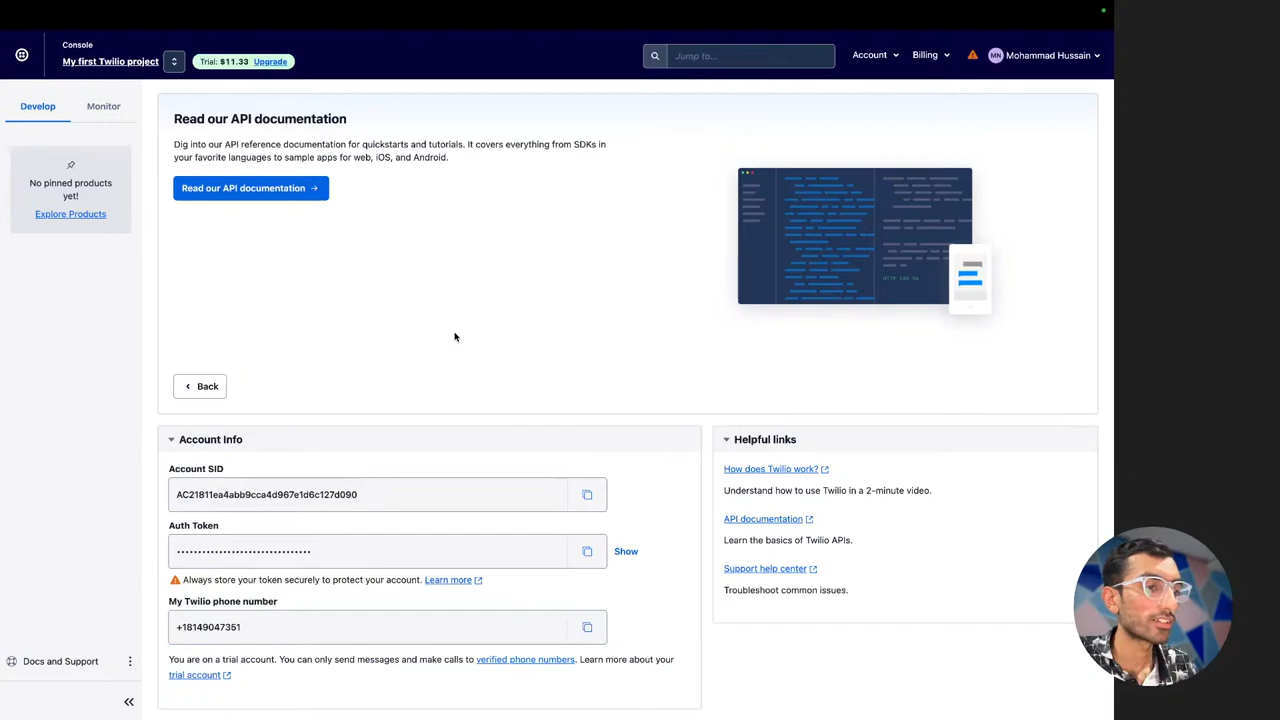 Console
My first Twilio project
Trial: $11.33 Upgrade
Jump to...
Account
Billing
MN Mohammad Hussain
Develop
Monitor
No pinned products
yet!
Explore Products
Read our API documentation
Dig into our API reference documentation for quickstarts and tutorials. It covers everything from SDKs in
your favorite languages to sample apps for web, iOS, and Android.
Read our API documentation →
Back
Account Info
Account SID
AC21811ea4abb9cca4d967e1d6c127d090
Auth Token
••••••••••••••••••••••••••••••••
Show
Always store your token securely to protect your account. Learn more
My Twilio phone number
+18149047351
You are on a trial account. You can only send messages and make calls to verified phone numbers. Learn more about your
trial account
Helpful links
How does Twilio work?
Understand how to use Twilio in a 2-minute video.
API documentation
Learn the basics of Twilio APIs.
Support help center
Troubleshoot common issues.
Docs and Support